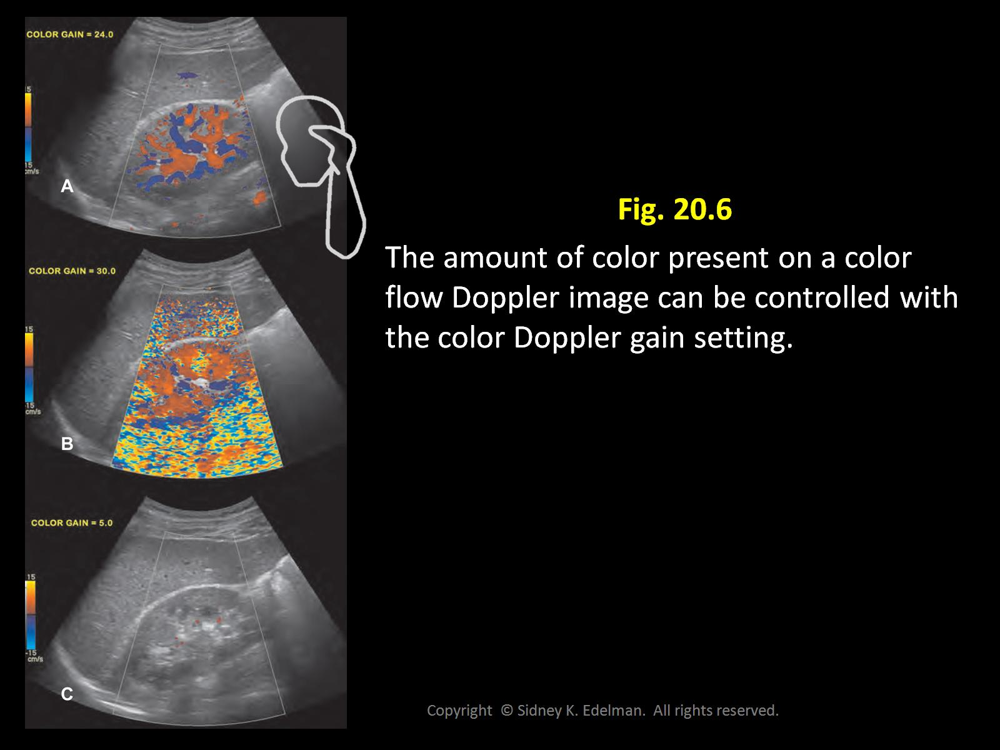 COLOR GAIN = 24.0
15
15
cm/s
A
COLOR GAIN = 30.0
15
-15
cm/s
B
COLOR GAIN = 5.0
15
-15
cm/s
C
Fig. 20.6
The amount of color present on a color
flow Doppler image can be controlled with
the color Doppler gain setting.
Copyright © Sidney K. Edelman. All rights reserved.